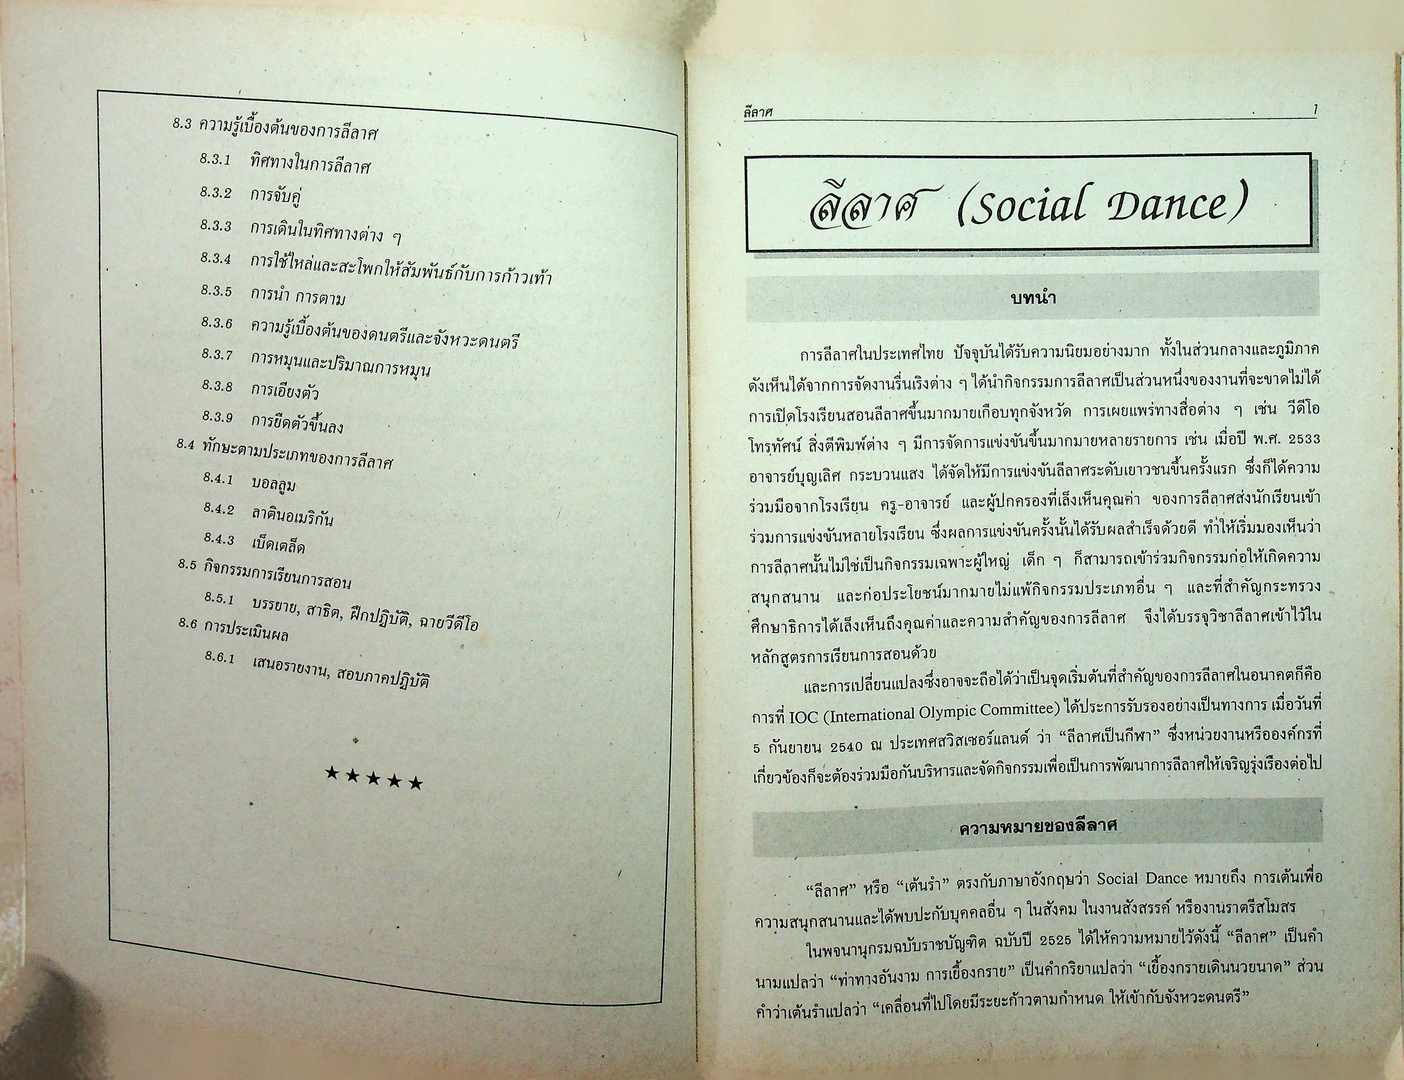 8.3 ความรู้เบื้องต้นของการลีลาศ
8.3.1 ทิศทางในการลีลาศ
8.3.2 การจับคู่
8.3.3 การเดินในทิศทางต่าง ๆ
8.3.4 การใช้ไหล่และสะโพกให้สัมพันธ์กับการก้าวเท้า
8.3.5 การนำ การตาม
8.3.6 ความรู้เบื้องต้นของดนตรีและจังหวะดนตรี
8.3.7 การหมุนและปริมาณการหมุน
8.3.8 การเอียงตัว
8.3.9 การยืดตัวขึ้นลง
8.4 ทักษะตามประเภทของการลีลาศ
8.4.1 บอลลูม
8.4.2 ลาตินอเมริกัน
8.4.3 เบ็ดเตล็ด
8.5 กิจกรรมการเรียนการสอน
8.5.1 บรรยาย, สาธิต, ฝึกปฏิบัติ, ฉายวีดีโอ
8.6 การประเมินผล
8.6.1 เสนอรายงาน, สอบภาคปฏิบัติ
★★★★★
ลีลาศ 1
ลีลาศ (Social Dance)
บทนำ
การลีลาศในประเทศไทย ปัจจุบันได้รับความนิยมอย่างมาก ทั้งในส่วนกลางและภูมิภาค
ดังเห็นได้จากการจัดงานรื่นเริงต่าง ๆ ได้นำกิจกรรมการลีลาศเป็นส่วนหนึ่งของงานที่จะขาดไม่ได้
การเปิดโรงเรียนสอนลีลาศขึ้นมากมายเกือบทุกจังหวัด การเผยแพร่ทางสื่อต่าง ๆ เช่น วีดีโอ
โทรทัศน์ สิ่งตีพิมพ์ต่าง ๆ มีการจัดการแข่งขันขึ้นมากมายหลายรายการ เช่น เมื่อปี พ.ศ. 2533
อาจารย์บุญเลิศ กระบวนแสง ได้จัดให้มีการแข่งขันลีลาศระดับเยาวชนขึ้นครั้งแรก ซึ่งก็ได้ความ
ร่วมมือจากโรงเรียน ครู-อาจารย์ และผู้ปกครองที่เล็งเห็นคุณค่า ของการลีลาศส่งนักเรียนเข้า
ร่วมการแข่งขันหลายโรงเรียน ซึ่งผลการแข่งขันครั้งนั้นได้รับผลสำเร็จด้วยดี ทำให้เริ่มมองเห็นว่า
การลีลาศนั้นไม่ใช่เป็นกิจกรรมเฉพาะผู้ใหญ่ เด็ก ๆ ก็สามารถเข้าร่วมกิจกรรมก่อให้เกิดความ
สนุกสนาน และก่อประโยชน์มากมายไม่แพ้กิจกรรมประเภทอื่น ๆ และที่สำคัญกระทรวง
ศึกษาธิการได้เล็งเห็นถึงคุณค่าและความสำคัญของการลีลาศ จึงได้บรรจุวิชาลีลาศเข้าไว้ใน
หลักสูตรการเรียนการสอนด้วย
และการเปลี่ยนแปลงซึ่งอาจจะถือได้ว่าเป็นจุดเริ่มต้นที่สำคัญของการลีลาศในอนาคตก็คือ
การที่ IOC (International Olympic Committee) ได้ประการรับรองอย่างเป็นทางการ เมื่อวันที่
5 กันยายน 2540 ณ ประเทศสวิสเซอร์แลนด์ ว่า “ลีลาศเป็นกีฬา” ซึ่งหน่วยงานหรือองค์กรที่
เกี่ยวข้องก็จะต้องร่วมมือกันบริหารและจัดกิจกรรมเพื่อเป็นการพัฒนาการลีลาศให้เจริญรุ่งเรืองต่อไป
ความหมายของลีลาศ
“ลีลาศ” หรือ “เต้นรำ” ตรงกับภาษาอังกฤษว่า Social Dance หมายถึง การเต้นเพื่อ
ความสนุกสนานและได้พบปะกับบุคคลอื่น ๆ ในสังคม ในงานสังสรรค์ หรืองานราตรีสโมสร
ในพจนานุกรมฉบับราชบัญฑิต ฉบับปี 2525 ได้ให้ความหมายไว้ดังนี้ “ลีลาศ” เป็นคำ
นามแปลว่า “ท่าทางอันงาม การเยื้องกราย” เป็นคำกริยาแปลว่า “เยื้องกรายเดินนวยนาด” ส่วน
คำว่าเต้นรำแปลว่า “เคลื่อนที่ไปโดยมีระยะก้าวตามกำหนด ให้เข้ากับจังหวะดนตรี”